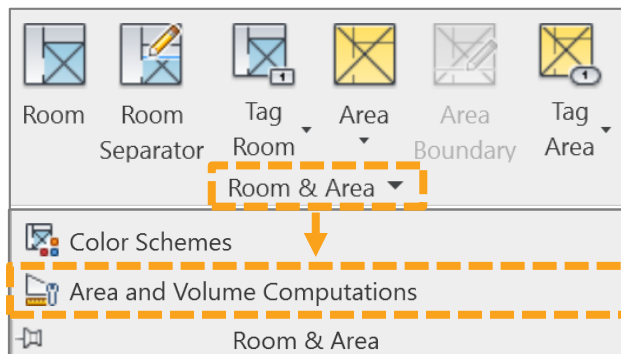 Room Room Tag Area Area Tag
Separator Room Boundary Area
Room & Area
Color Schemes
Area and Volume Computations
Room & Area